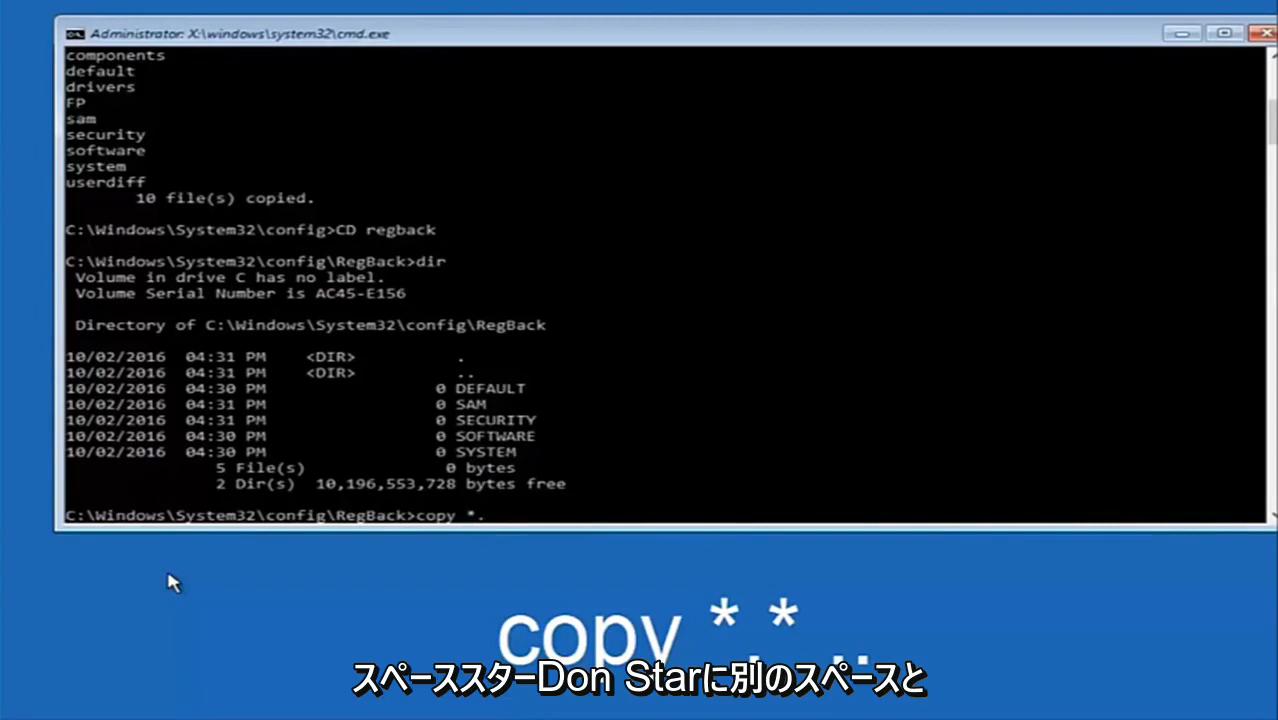 Administrator: X:\windows\system32\cmd.exe
components
default
drivers
FP
sam
security
software
system
userdiff
10 file(s) copied.
C:\Windows\System32\config>CD regback
C:\Windows\System32\config\RegBack>dir
Volume in drive C has no label.
Volume Serial Number is AC45-E156
Directory of C:\Windows\System32\config\RegBack
10/02/2016 04:31 PM <DIR> .
10/02/2016 04:31 PM <DIR> ..
10/02/2016 04:30 PM 0 DEFAULT
10/02/2016 04:31 PM 0 SAM
10/02/2016 04:31 PM 0 SECURITY
10/02/2016 04:30 PM 0 SOFTWARE
10/02/2016 04:30 PM 0 SYSTEM
5 File(s) 0 bytes
2 Dir(s) 10,196,553,728 bytes free
C:\Windows\System32\config\RegBack>copy *.
copy *.* ..
スペーススターDon Starに別のスペースと